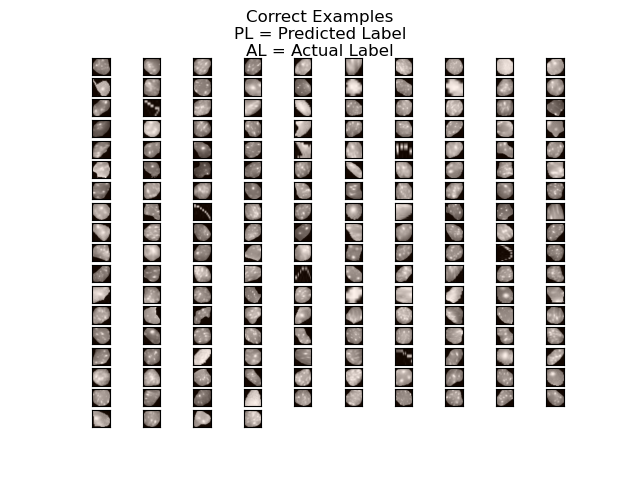 Correct Examples
PL = Predicted Label
AL = Actual Label